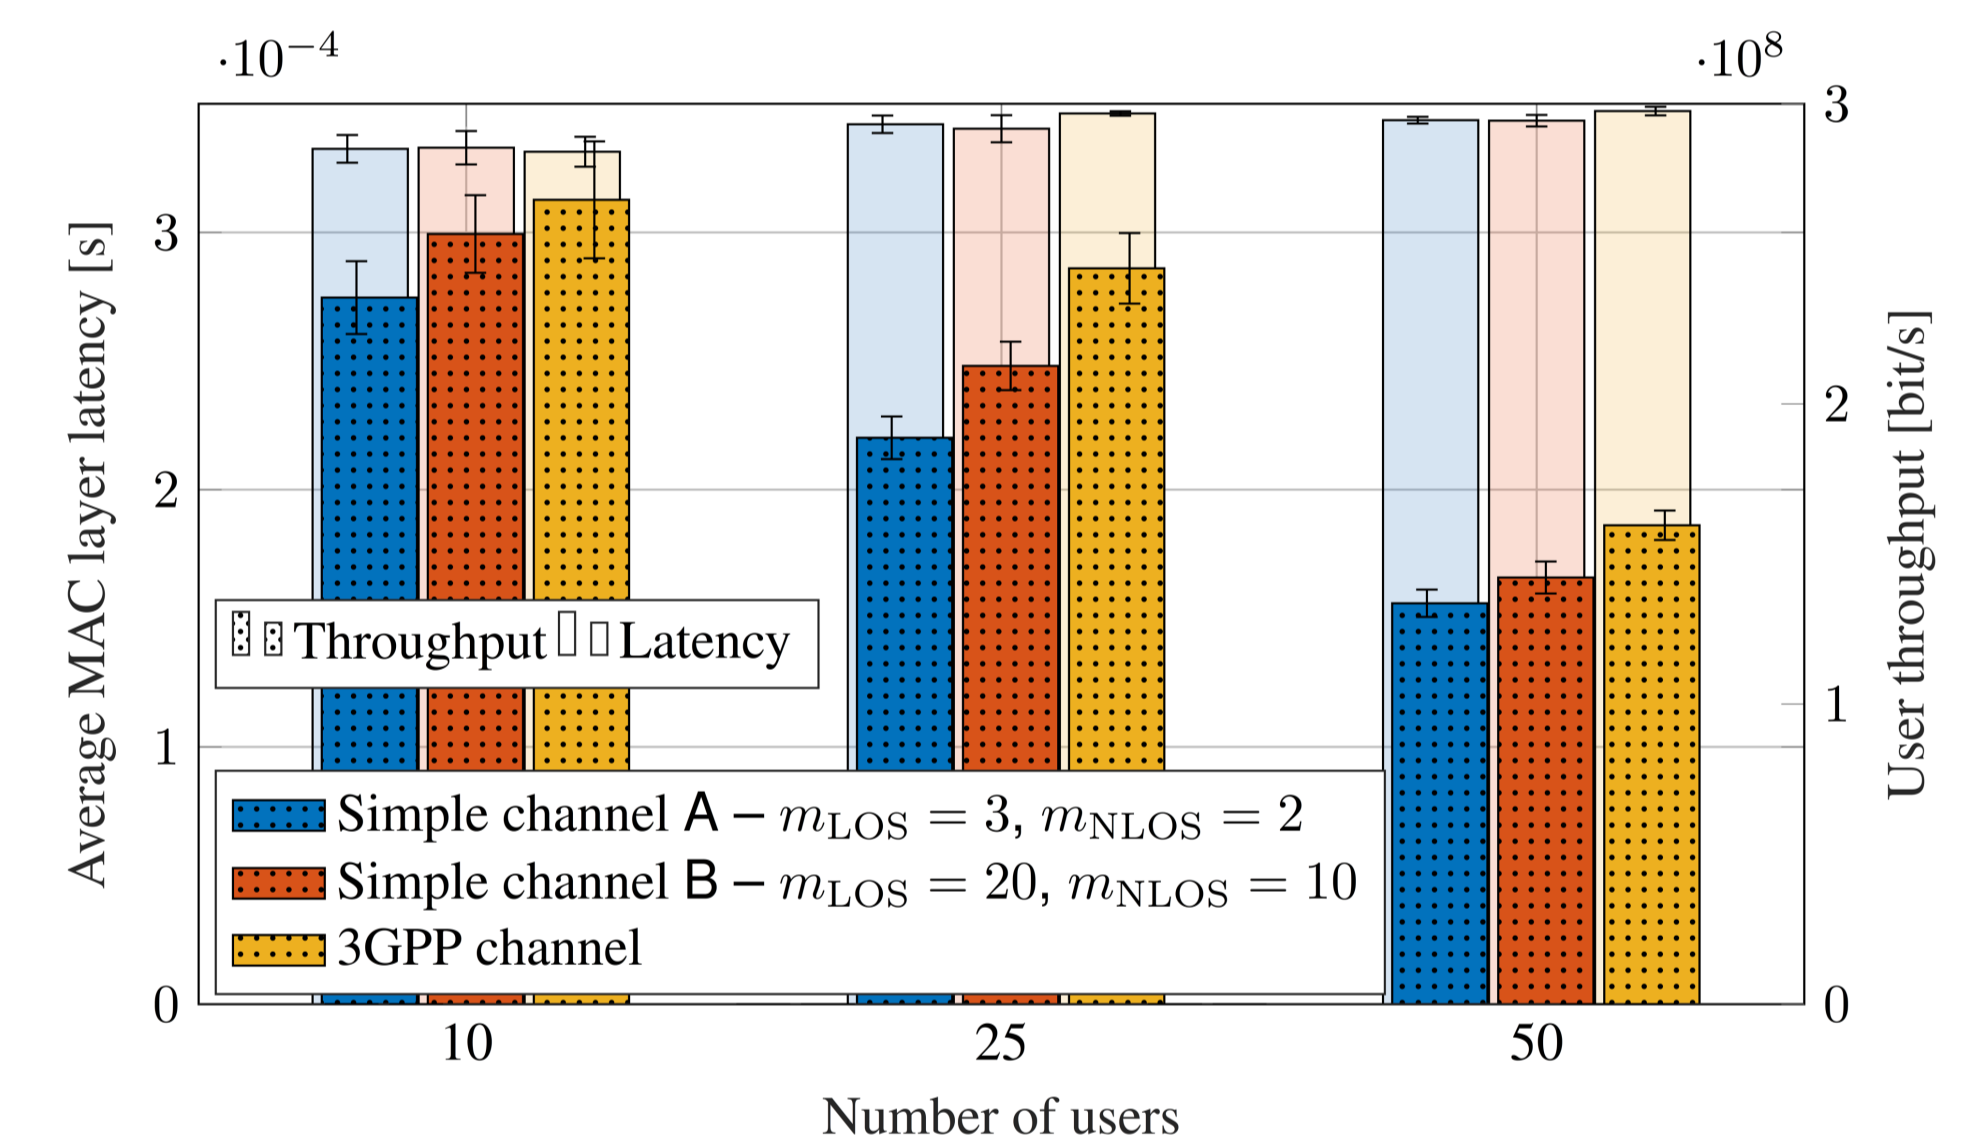 ·10⁻⁴
·10⁸
Average MAC layer latency [s]
3
2
1
0
3
2
1
0
User throughput [bit/s]
Throughput Latency
Simple channel A – m_LOS = 3, m_NLOS = 2
Simple channel B – m_LOS = 20, m_NLOS = 10
3GPP channel
10 25 50
Number of users